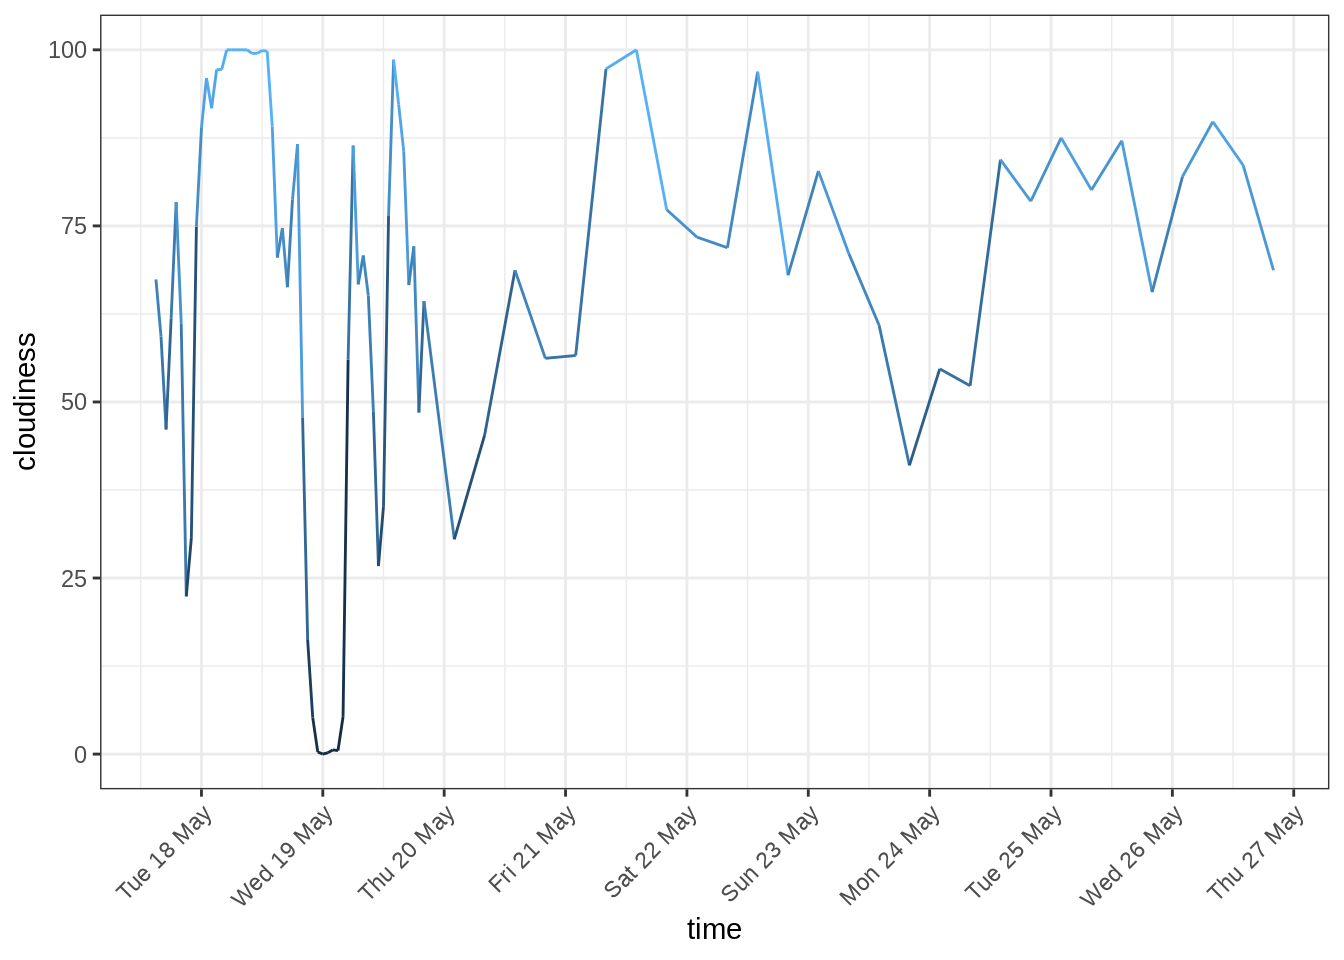 cloudiness
100
75
50
25
0
Tue 18 May
Wed 19 May
Thu 20 May
Fri 21 May
Sat 22 May
Sun 23 May
Mon 24 May
Tue 25 May
Wed 26 May
Thu 27 May
time